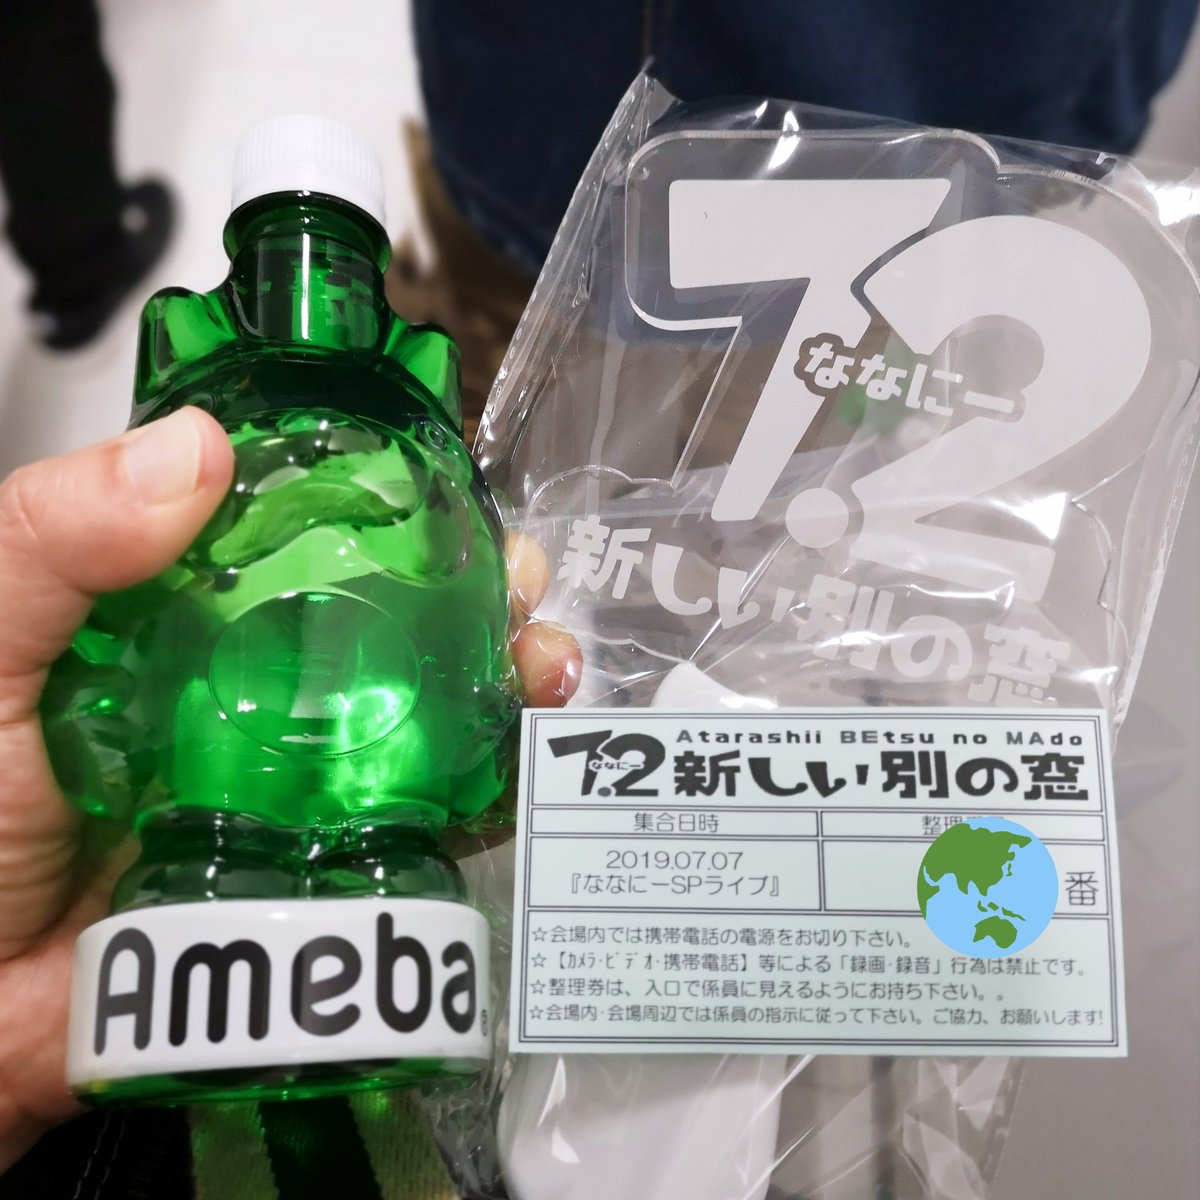 7.2
ななにー
新しい別の窓
Ameba®
Atarashii BEtsu no MAdo
7.2 ななにー 新しい別の窓
集合日時
整理
2019.07.07
『ななにーSPライブ』
番
☆会場内では携帯電話の電源をお切り下さい。
☆【ｶﾒﾗ･ﾋﾞﾃﾞｵ･携帯電話】等による「録画･録音」行為は禁止です。
☆整理券は、入口で係員に見えるようにお持ち下さい。。
☆会場内･会場周辺では係員の指示に従って下さい。ご協力、お願いします!